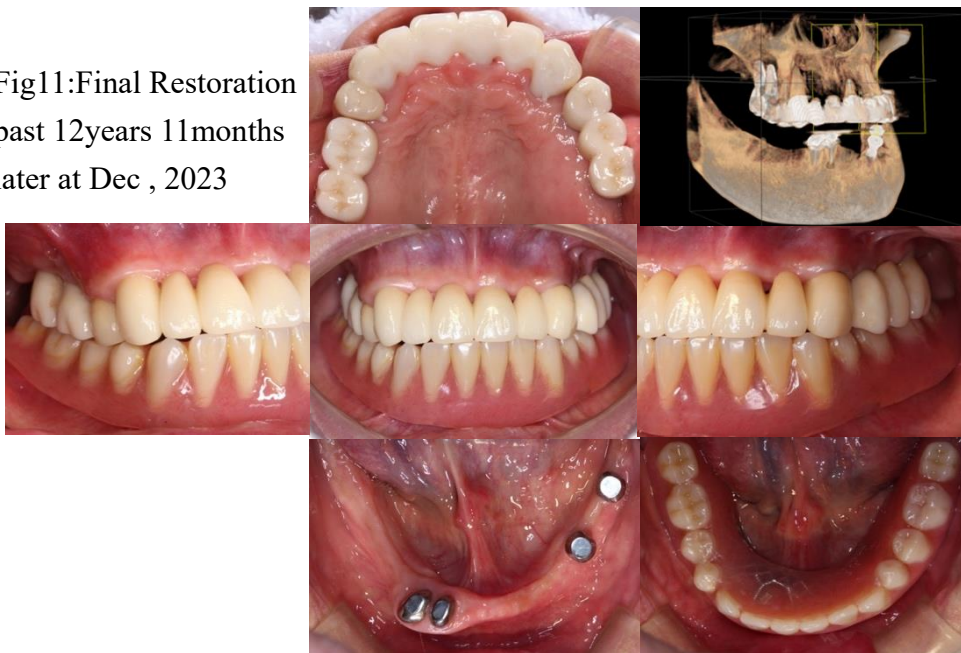 Fig11:Final Restoration
past 12years 11months
later at Dec , 2023